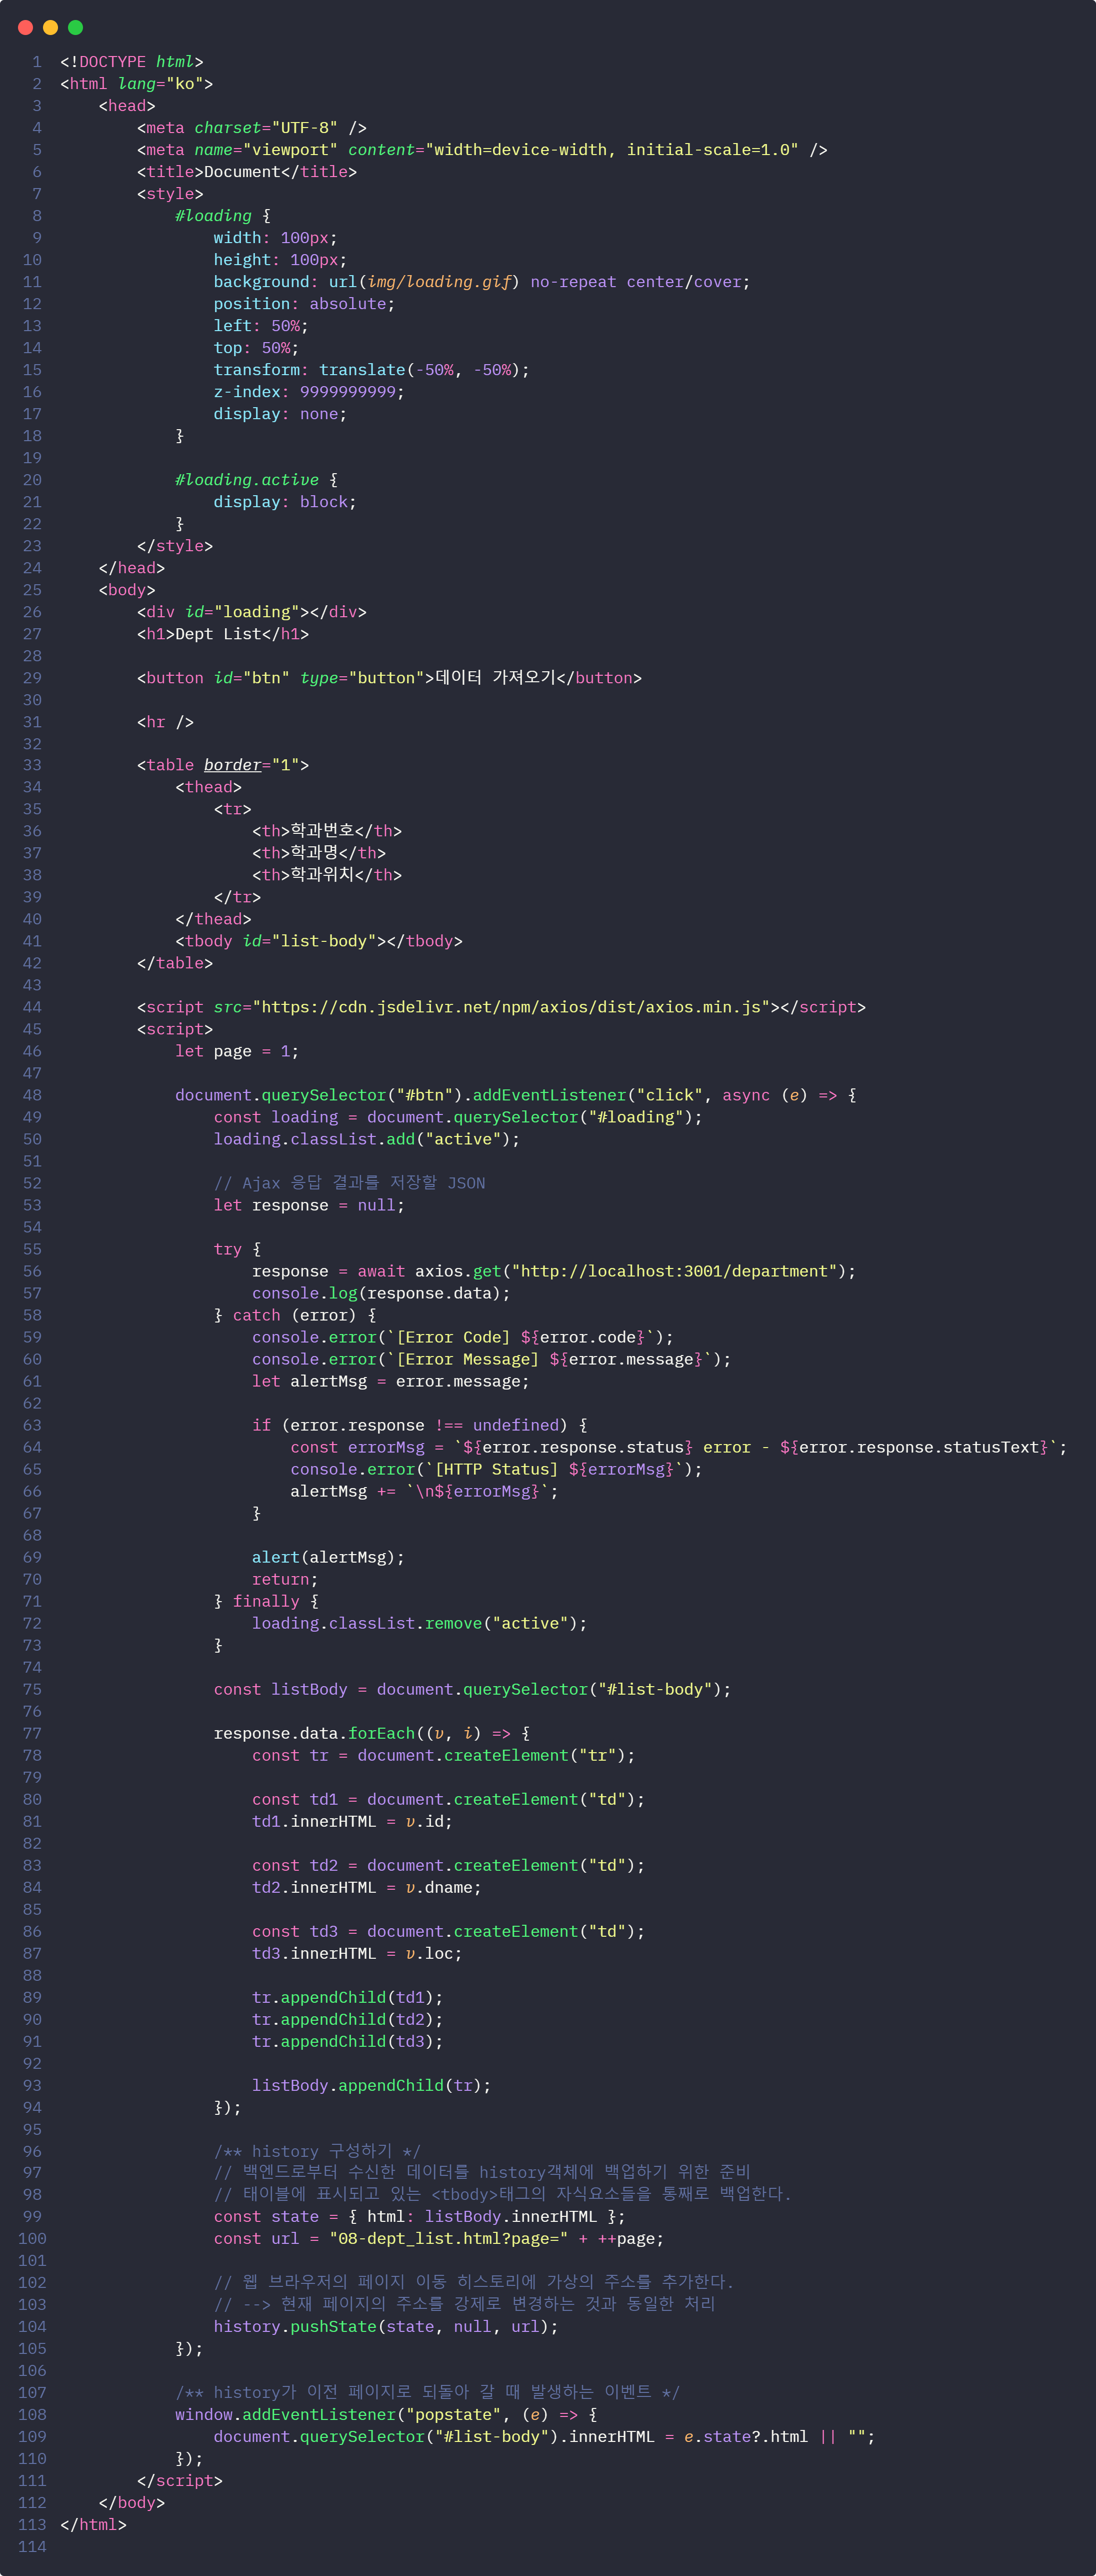 1 <!DOCTYPE html>
2 <html lang="ko">
3     <head>
4         <meta charset="UTF-8" />
5         <meta name="viewport" content="width=device-width, initial-scale=1.0" />
6         <title>Document</title>
7         <style>
8             #loading {
9                 width: 100px;
10                 height: 100px;
11                 background: url(img/loading.gif) no-repeat center/cover;
12                 position: absolute;
13                 left: 50%;
14                 top: 50%;
15                 transform: translate(-50%, -50%);
16                 z-index: 9999999999;
17                 display: none;
18             }
19
20             #loading.active {
21                 display: block;
22             }
23         </style>
24     </head>
25     <body>
26         <div id="loading"></div>
27         <h1>Dept List</h1>
28
29         <button id="btn" type="button">데이터 가져오기</button>
30
31         <hr />
32
33         <table border="1">
34             <thead>
35                 <tr>
36                     <th>학과번호</th>
37                     <th>학과명</th>
38                     <th>학과위치</th>
39                 </tr>
40             </thead>
41             <tbody id="list-body"></tbody>
42         </table>
43
44         <script src="https://cdn.jsdelivr.net/npm/axios/dist/axios.min.js"></script>
45         <script>
46             let page = 1;
47
48             document.querySelector("#btn").addEventListener("click", async (e) => {
49                 const loading = document.querySelector("#loading");
50                 loading.classList.add("active");
51
52                 // Ajax 응답 결과를 저장할 JSON
53                 let response = null;
54
55                 try {
56                     response = await axios.get("http://localhost:3001/department");
57                     console.log(response.data);
58                 } catch (error) {
59                     console.error(`[Error Code] ${error.code}`);
60                     console.error(`[Error Message] ${error.message}`);
61                     let alertMsg = error.message;
62
63                     if (error.response !== undefined) {
64                         const errorMsg = `${error.response.status} error - ${error.response.statusText}`;
65                         console.error(`[HTTP Status] ${errorMsg}`);
66                         alertMsg += `\n${errorMsg}`;
67                     }
68
69                     alert(alertMsg);
70                     return;
71                 } finally {
72                     loading.classList.remove("active");
73                 }
74
75                 const listBody = document.querySelector("#list-body");
76
77                 response.data.forEach((v, i) => {
78                     const tr = document.createElement("tr");
79
80                     const td1 = document.createElement("td");
81                     td1.innerHTML = v.id;
82
83                     const td2 = document.createElement("td");
84                     td2.innerHTML = v.dname;
85
86                     const td3 = document.createElement("td");
87                     td3.innerHTML = v.loc;
88
89                     tr.appendChild(td1);
90                     tr.appendChild(td2);
91                     tr.appendChild(td3);
92
93                     listBody.appendChild(tr);
94                 });
95
96                 /** history 구성하기 */
97                 // 백엔드로부터 수신한 데이터를 history객체에 백업하기 위한 준비
98                 // 태이블에 표시되고 있는 <tbody>태그의 자식요소들을 통째로 백업한다.
99                 const state = { html: listBody.innerHTML };
100                 const url = "08-dept_list.html?page=" + ++page;
101
102                 // 웹 브라우저의 페이지 이동 히스토리에 가상의 주소를 추가한다.
103                 // --> 현재 페이지의 주소를 강제로 변경하는 것과 동일한 처리
104                 history.pushState(state, null, url);
105             });
106
107             /** history가 이전 페이지로 되돌아 갈 때 발생하는 이벤트 */
108             window.addEventListener("popstate", (e) => {
109                 document.querySelector("#list-body").innerHTML = e.state?.html || "";
110             });
111         </script>
112     </body>
113 </html>
114